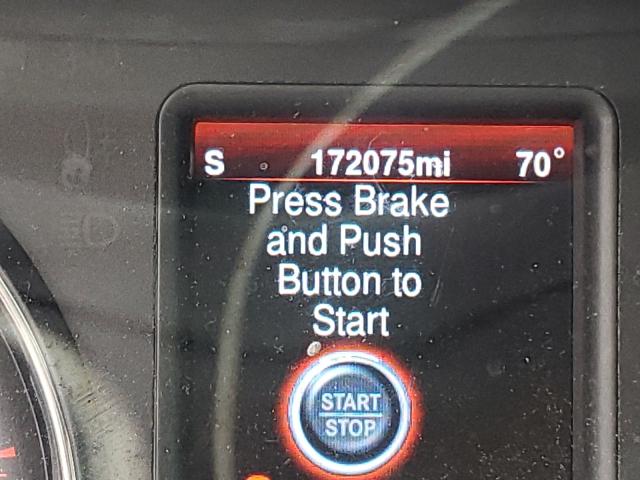 S 172075mi 70°
Press Brake
and Push
Button to
Start
START
STOP